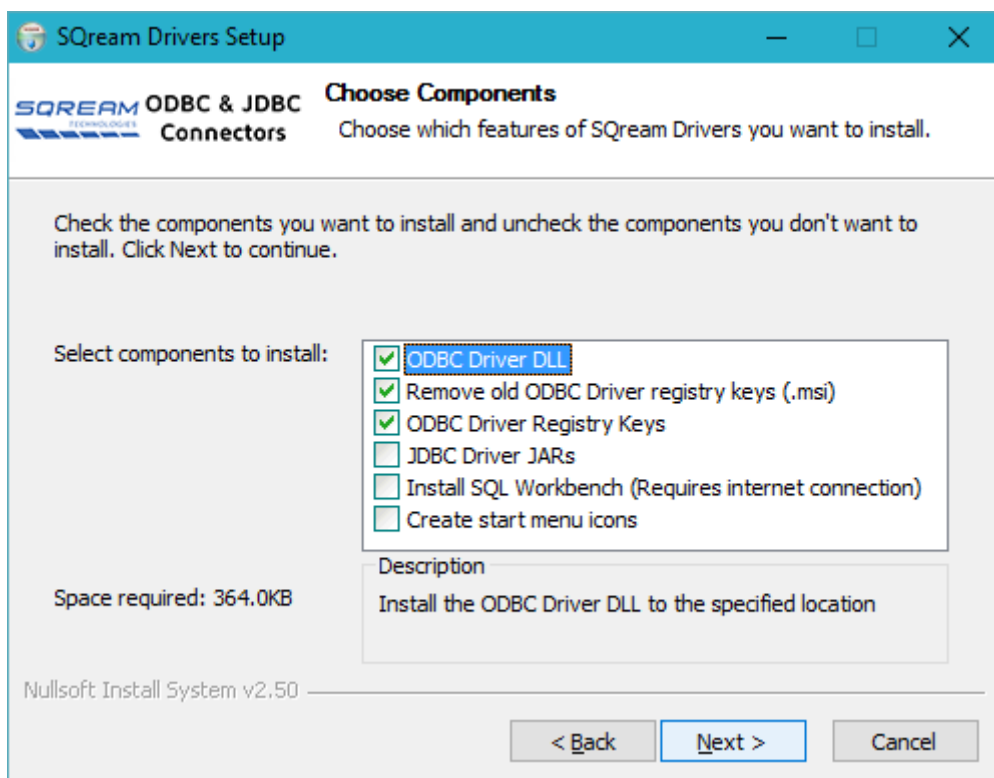 SQream Drivers Setup
SQREAM
TECHNOLOGIES
ODBC & JDBC
Connectors
Choose Components
Choose which features of SQream Drivers you want to install.
Check the components you want to install and uncheck the components you don't want to
install. Click Next to continue.
Select components to install:
ODBC Driver DLL
Remove old ODBC Driver registry keys (.msi)
ODBC Driver Registry Keys
JDBC Driver JARs
Install SQL Workbench (Requires internet connection)
Create start menu icons
Space required: 364.0KB
Description
Install the ODBC Driver DLL to the specified location
Nullsoft Install System v2.50
< Back
Next >
Cancel